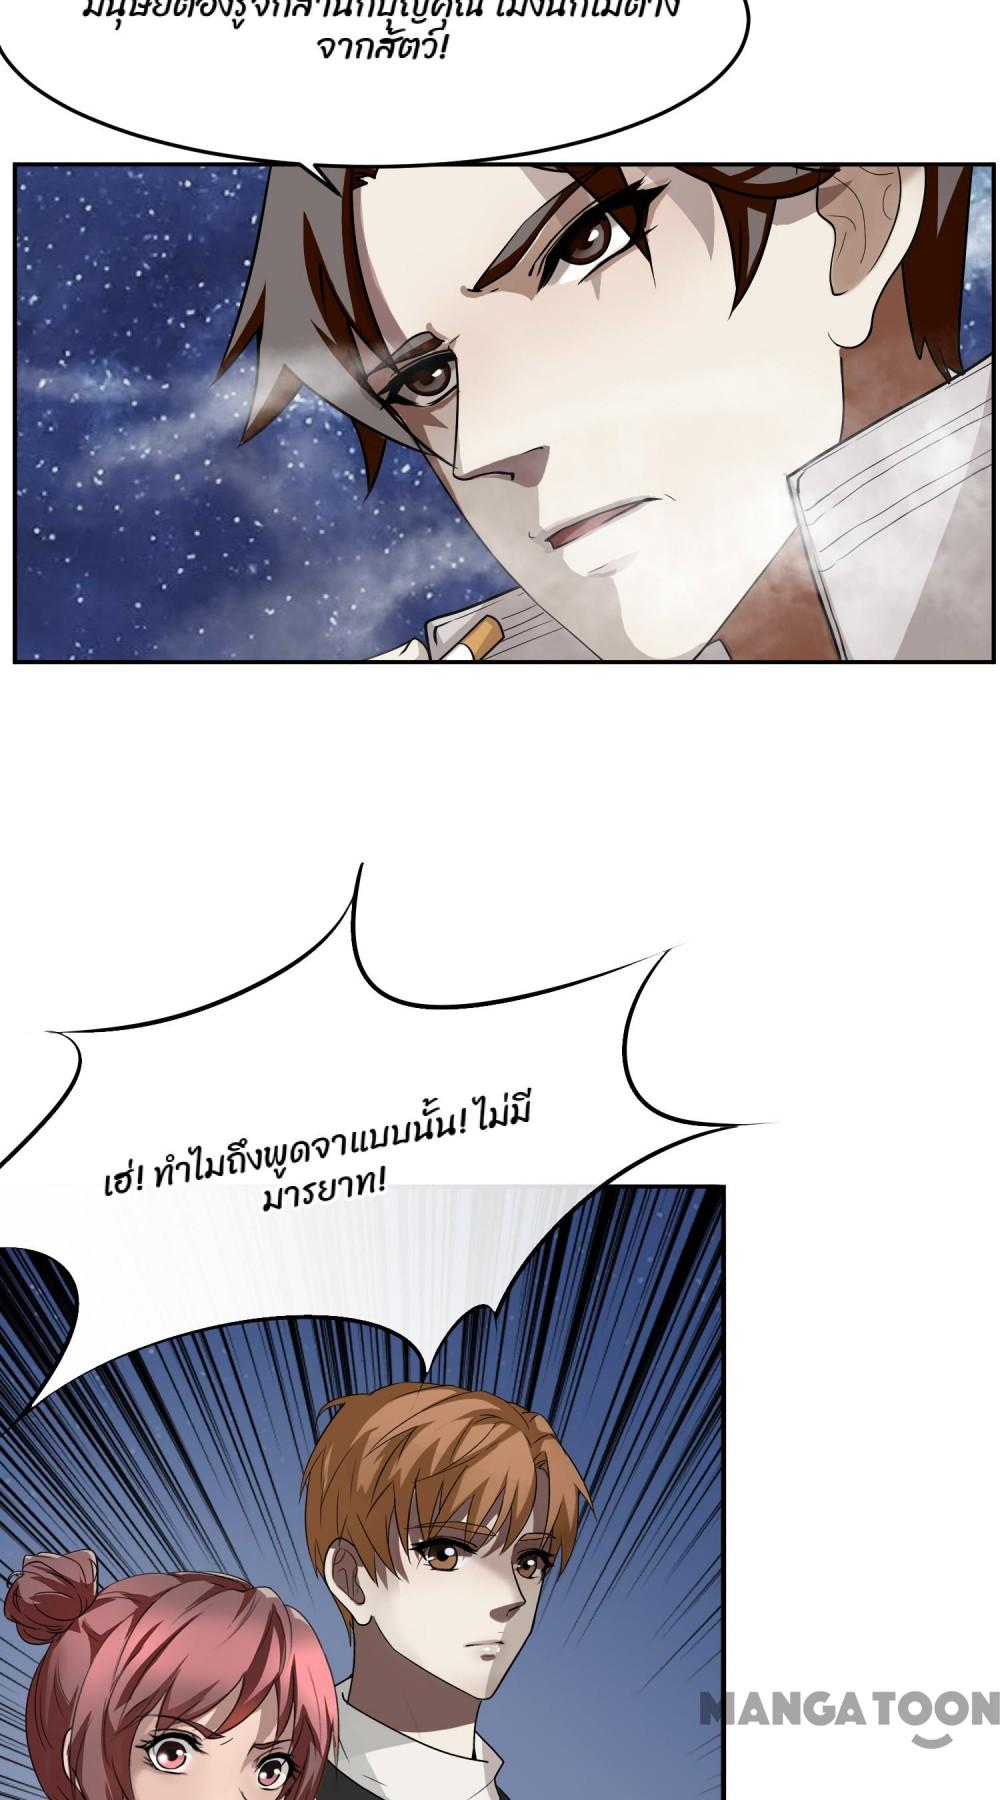 มนุษย์ต้องรู้จักสำนึกบุญคุณ ไม่งั้นก็ไม่ต่าง
จากสัตว์!
เฮ่! ทำไมถึงพูดจาแบบนั้น! ไม่มี
มารยาท!
MANGATOON